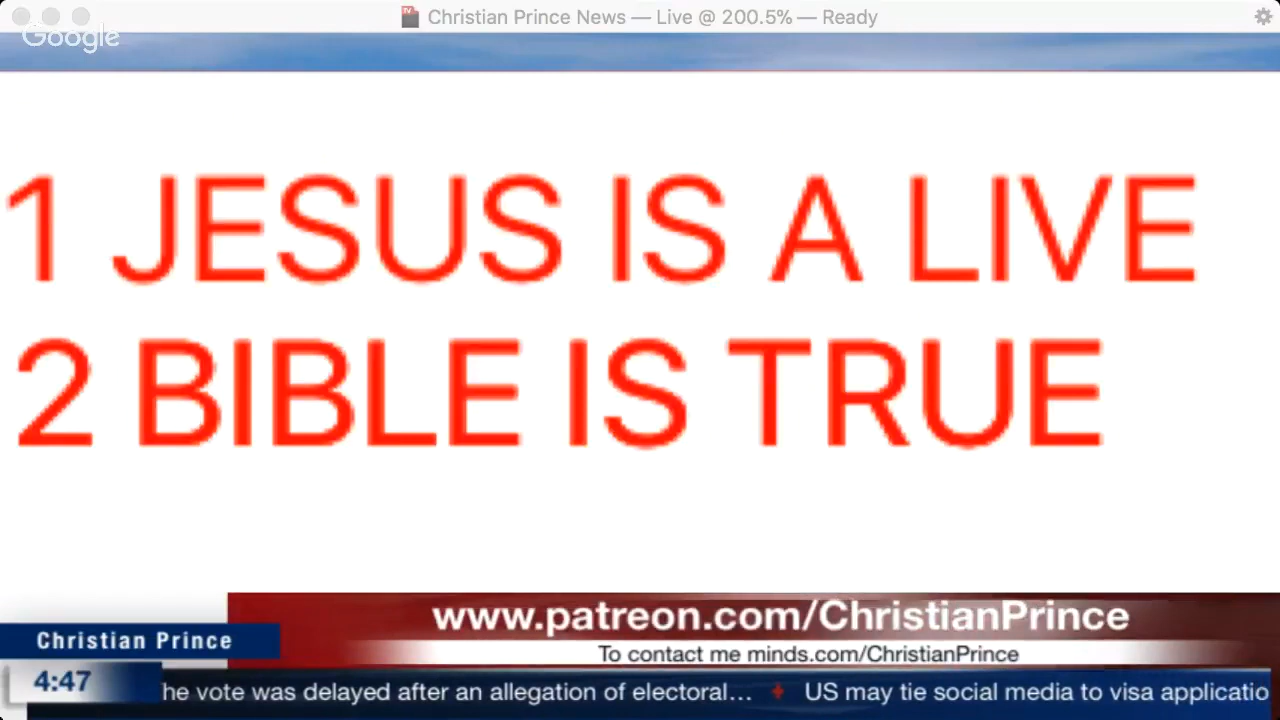 Christian Prince News — Live @ 200.5% — Ready
Google
1 JESUS IS A LIVE
2 BIBLE IS TRUE
www.patreon.com/ChristianPrince
Christian Prince
To contact me minds.com/ChristianPrince
4:47
he vote was delayed after an allegation of electoral... US may tie social media to visa applicatio